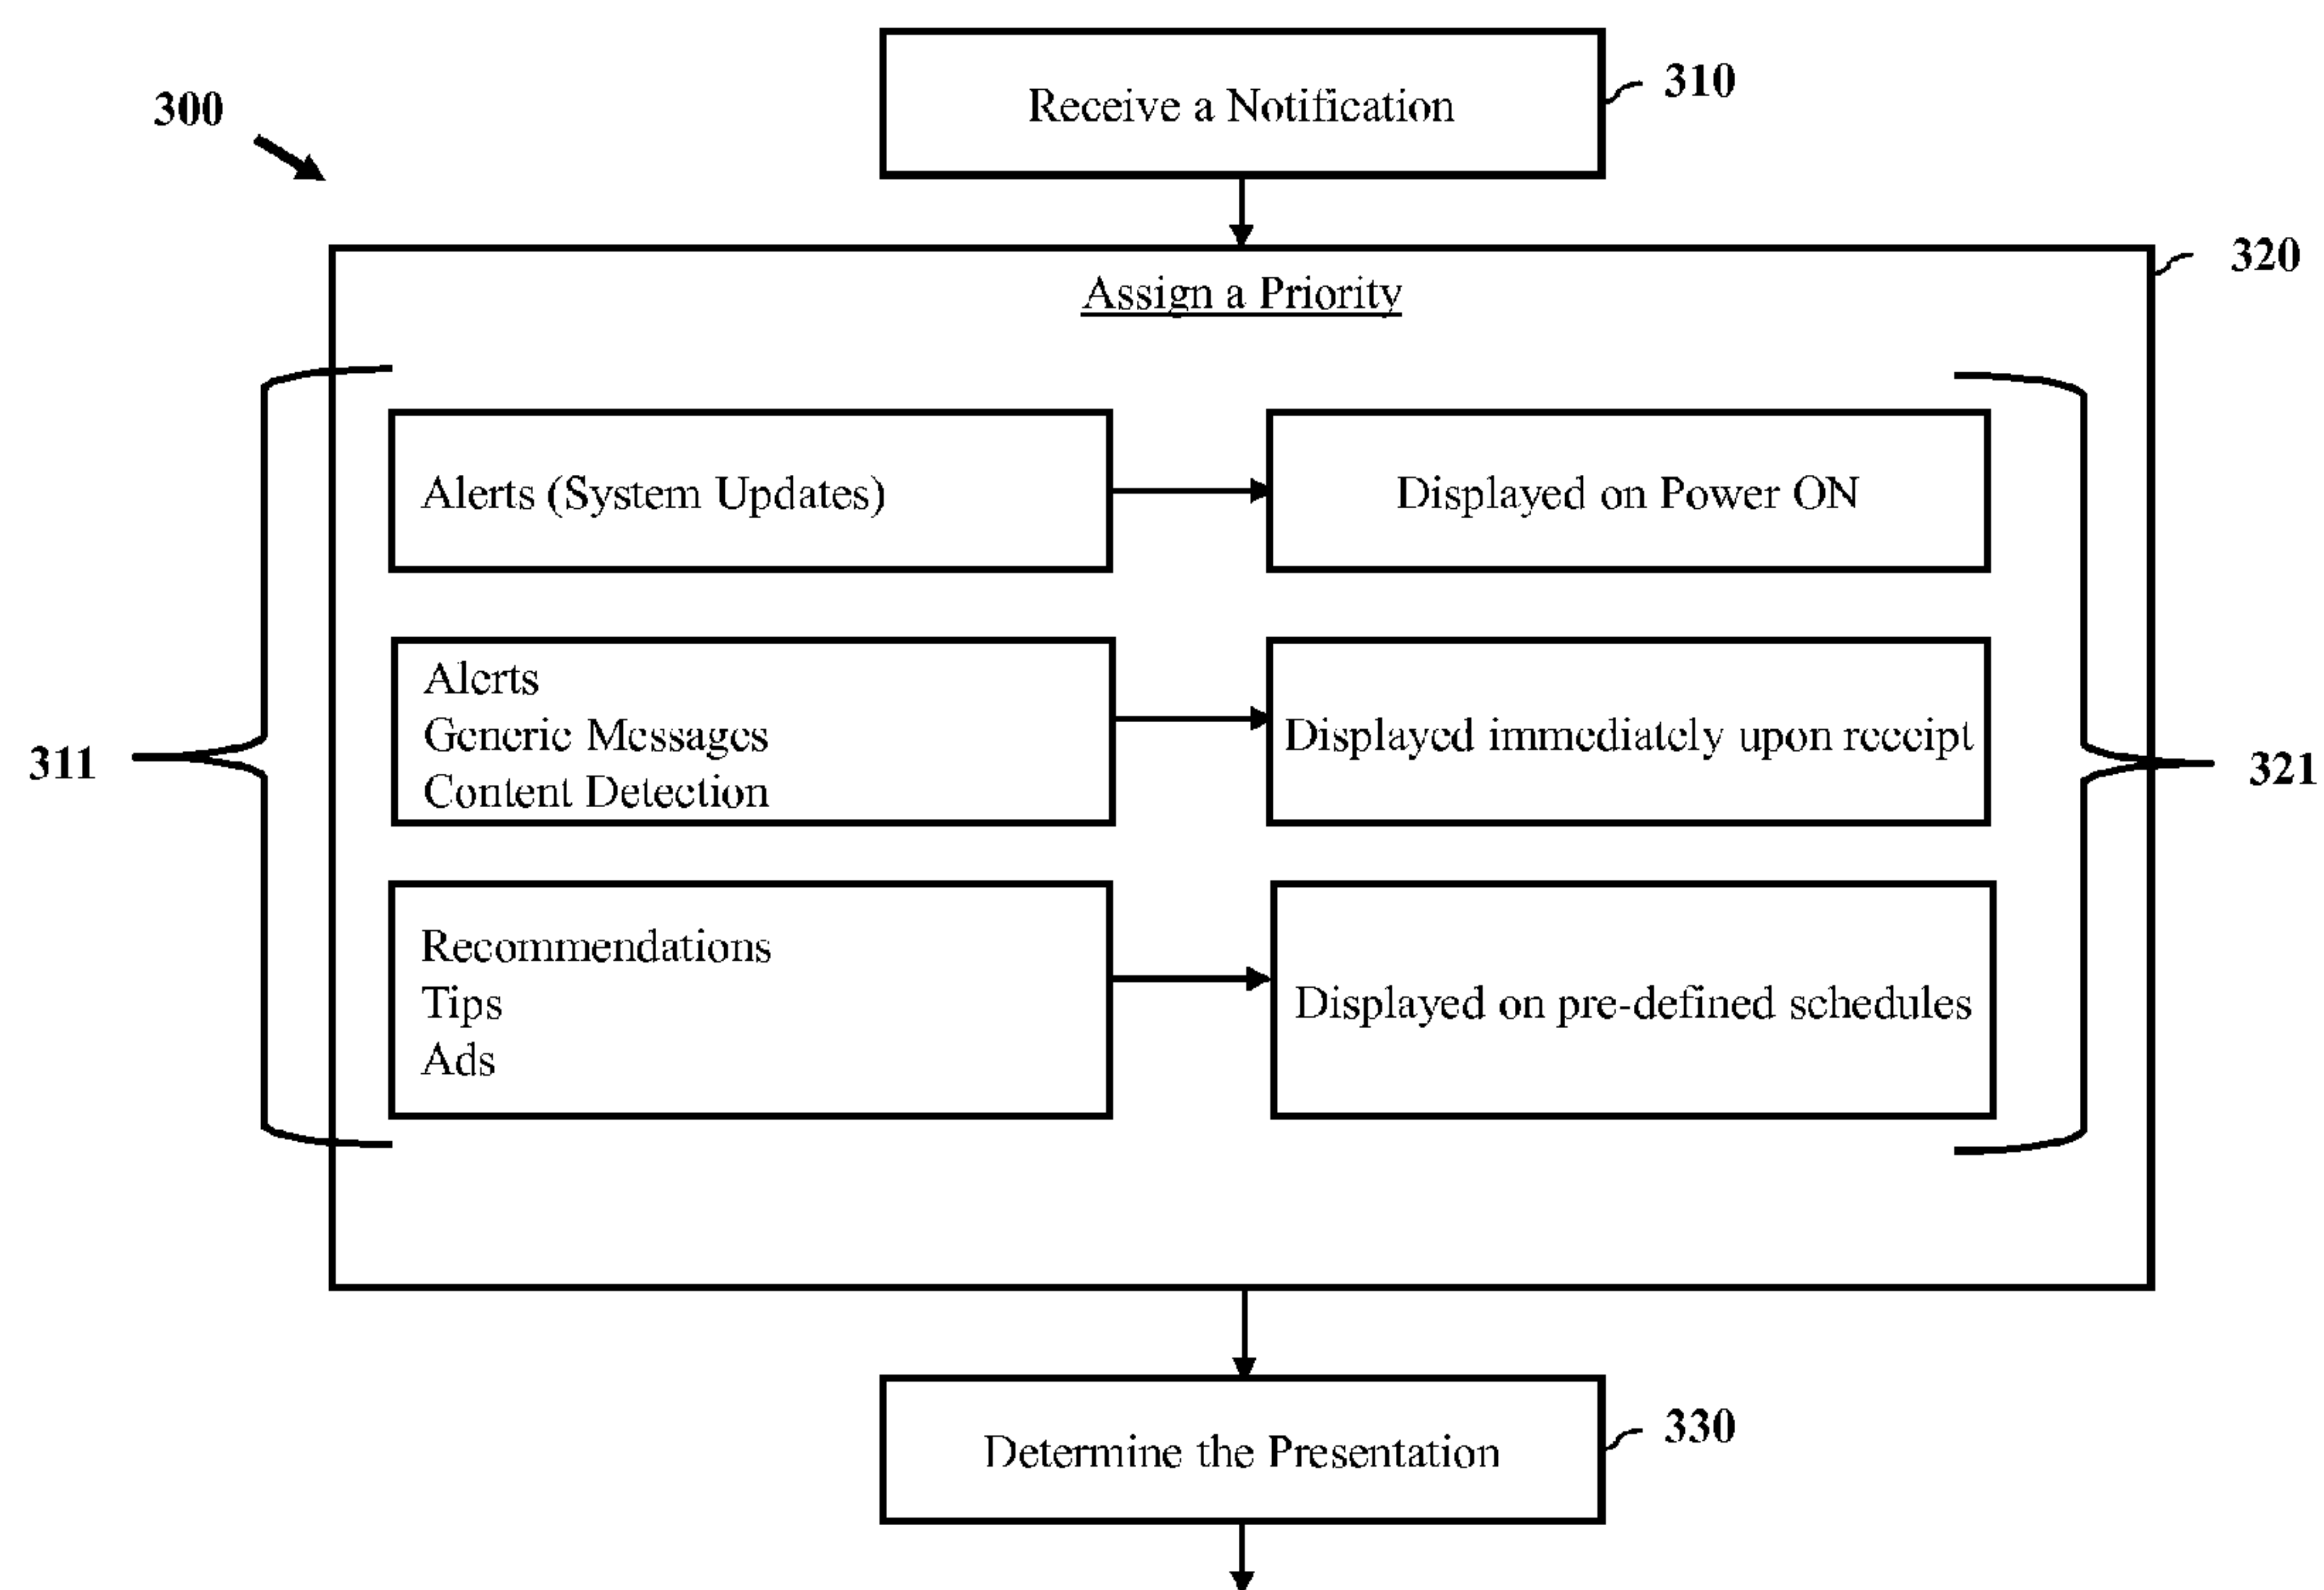 Receive a Notification
310
300
320
Assign a Priority
Alerts (System Updates)
Displayed on Power ON
Alerts
Generic Messages
Content Detection
Displayed immediately upon receipt
311
321
Recommendations
Tips
Ads
Displayed on pre-defined schedules
Determine the Presentation
330